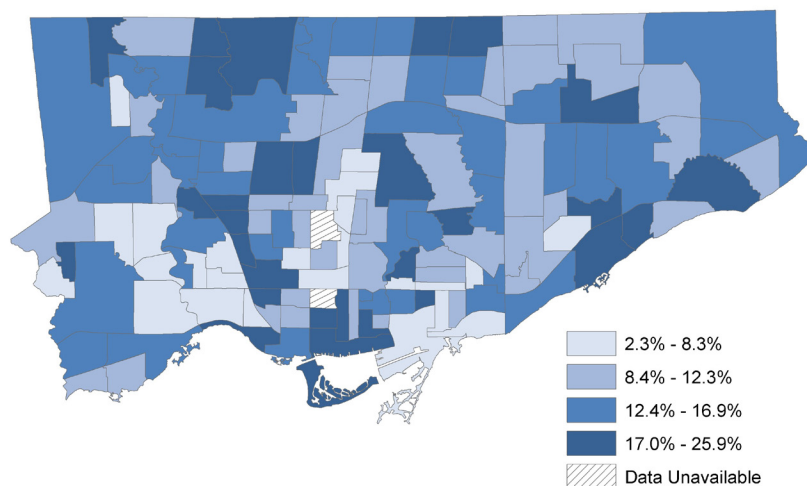 2.3% - 8.3%
8.4% - 12.3%
12.4% - 16.9%
17.0% - 25.9%
Data Unavailable